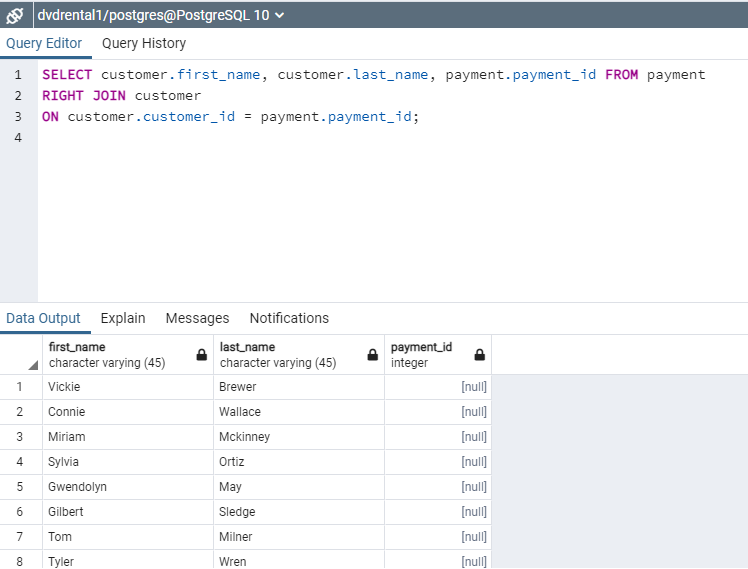 dvdrental1/postgres@PostgreSQL 10
Query Editor Query History
1 SELECT customer.first_name, customer.last_name, payment.payment_id FROM payment
2 RIGHT JOIN customer
3 ON customer.customer_id = payment.payment_id;
4
Data Output Explain Messages Notifications
first_name last_name payment_id
character varying (45) character varying (45) integer
1 Vickie Brewer [null]
2 Connie Wallace [null]
3 Miriam Mckinney [null]
4 Sylvia Ortiz [null]
5 Gwendolyn May [null]
6 Gilbert Sledge [null]
7 Tom Milner [null]
8 Tyler Wren [null]